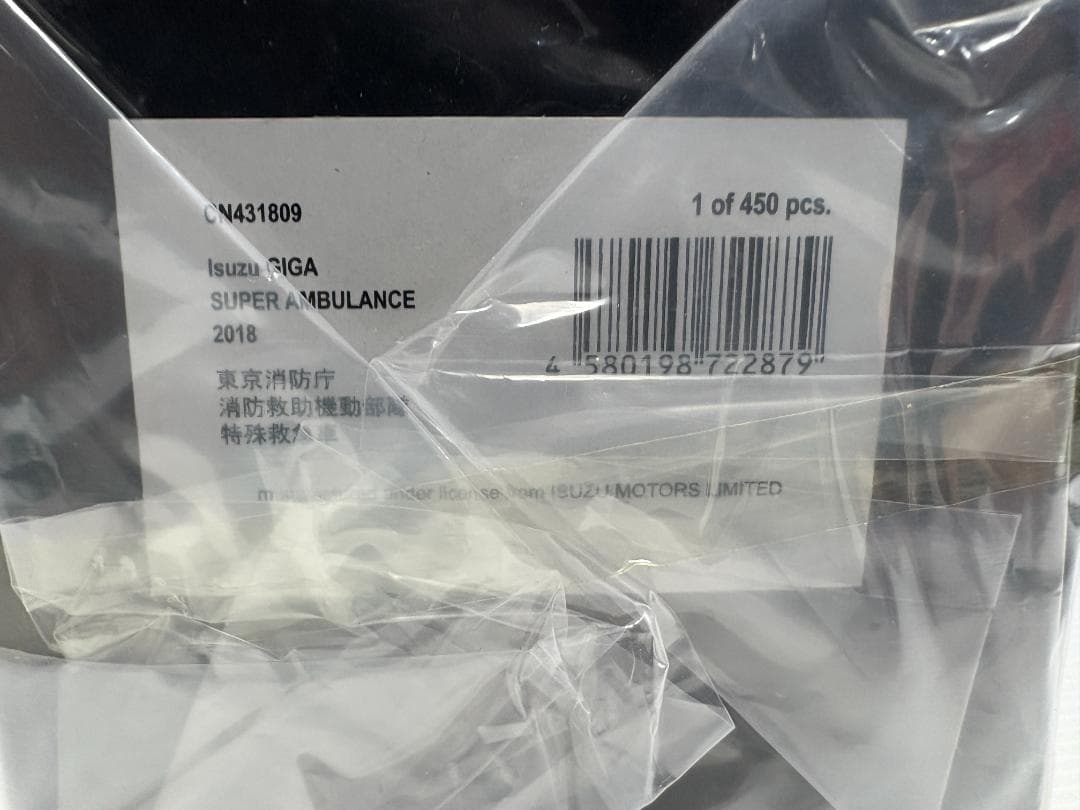 CN431809
1 of 450 pcs.
Isuzu GIGA
SUPER AMBULANCE
2018
4 580198 722879
東京消防庁
消防救助機動部隊
特殊救急車
manufactured under license from ISUZU MOTORS LIMITED